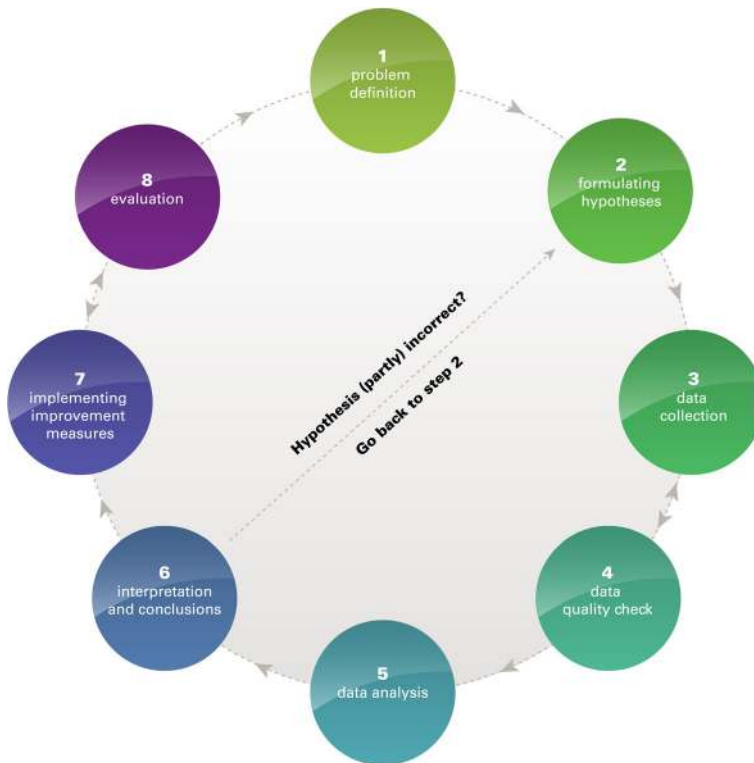 1
problem
definition
2
formulating
hypotheses
3
data
collection
4
data
quality check
5
data analysis
6
interpretation
and conclusions
7
implementing
improvement
measures
8
evaluation
Hypothesis (partly) incorrect?
Go back to step 2